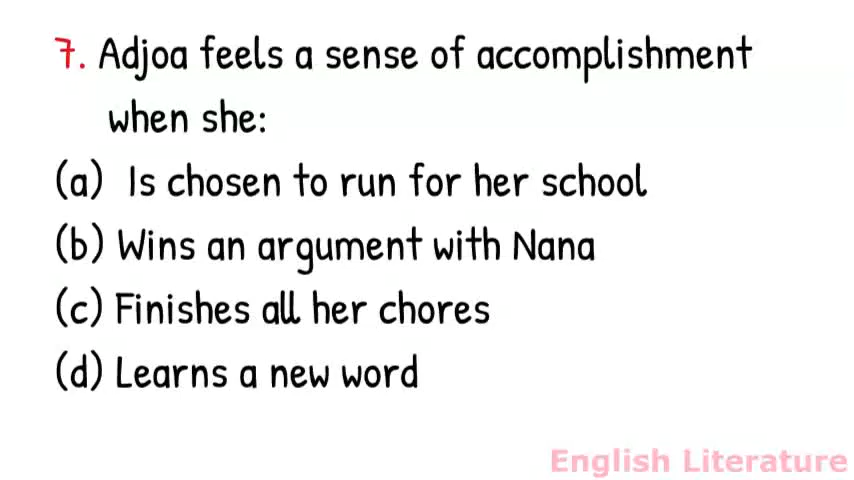 7. Adjoa feels a sense of accomplishment
when she:
(a) Is chosen to run for her school
(b) Wins an argument with Nana
(c) Finishes all her chores
(d) Learns a new word
English Literature